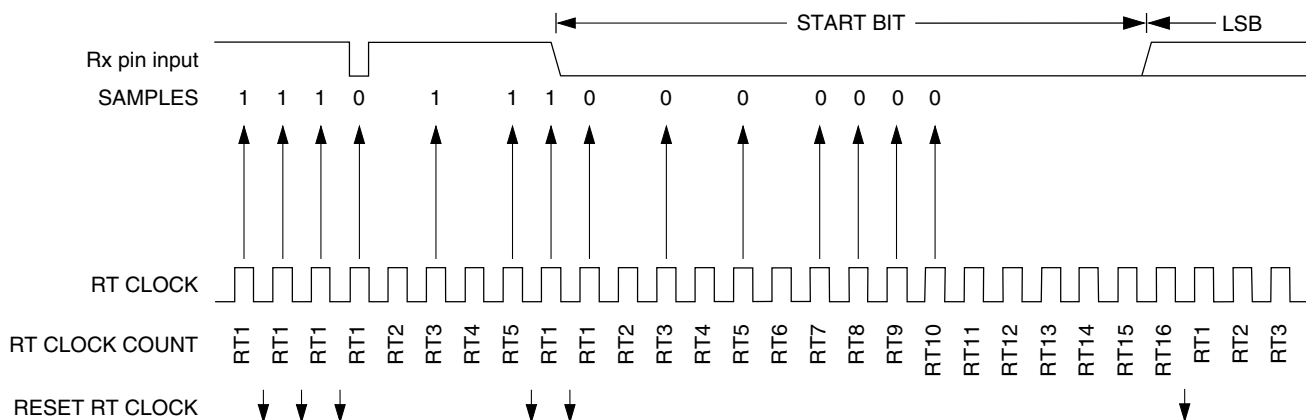 START BIT
LSB
Rx pin input
SAMPLES 1 1 1 0 1 1 1 0 0 0 0 0 0 0
RT CLOCK
RT CLOCK COUNT RT1 RT1 RT1 RT1 RT2 RT3 RT4 RT5 RT1 RT1 RT2 RT3 RT4 RT5 RT6 RT7 RT8 RT9 RT10 RT11 RT12 RT13 RT14 RT15 RT16 RT1 RT2 RT3
RESET RT CLOCK